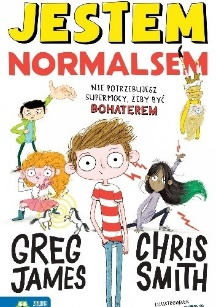 JESTEM
NORMALSEM
NIE POTRZEBUJESZ
SUPERMOCY, ŻEBY BYĆ
BOHATEREM
GREG
JAMES
CHRIS
SMITH